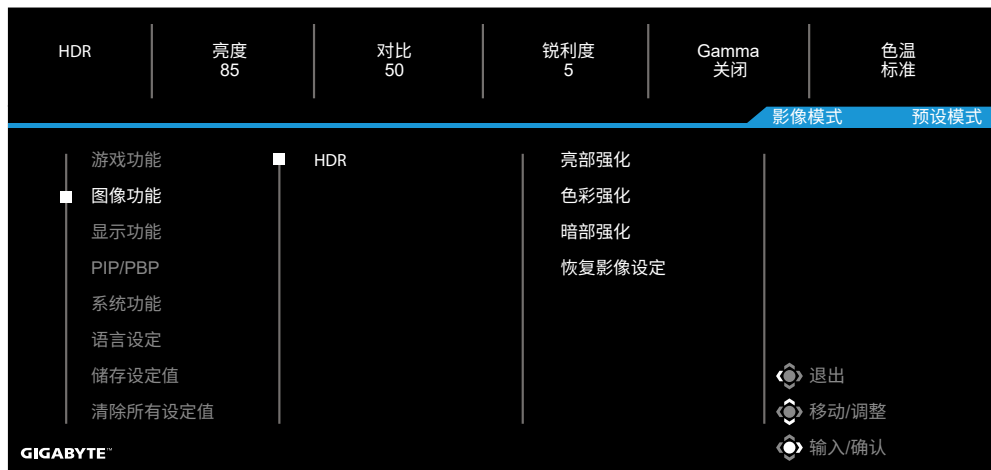 HDR
亮度
85
对比
50
锐利度
5
Gamma
关闭
色温
标准
影像模式 预设模式
游戏功能
图像功能
显示功能
PIP/PBP
系统功能
语言设定
储存设定值
清除所有设定值
HDR
亮部强化
色彩强化
暗部强化
恢复影像设定
退出
移动/调整
输入/确认
GIGABYTE™